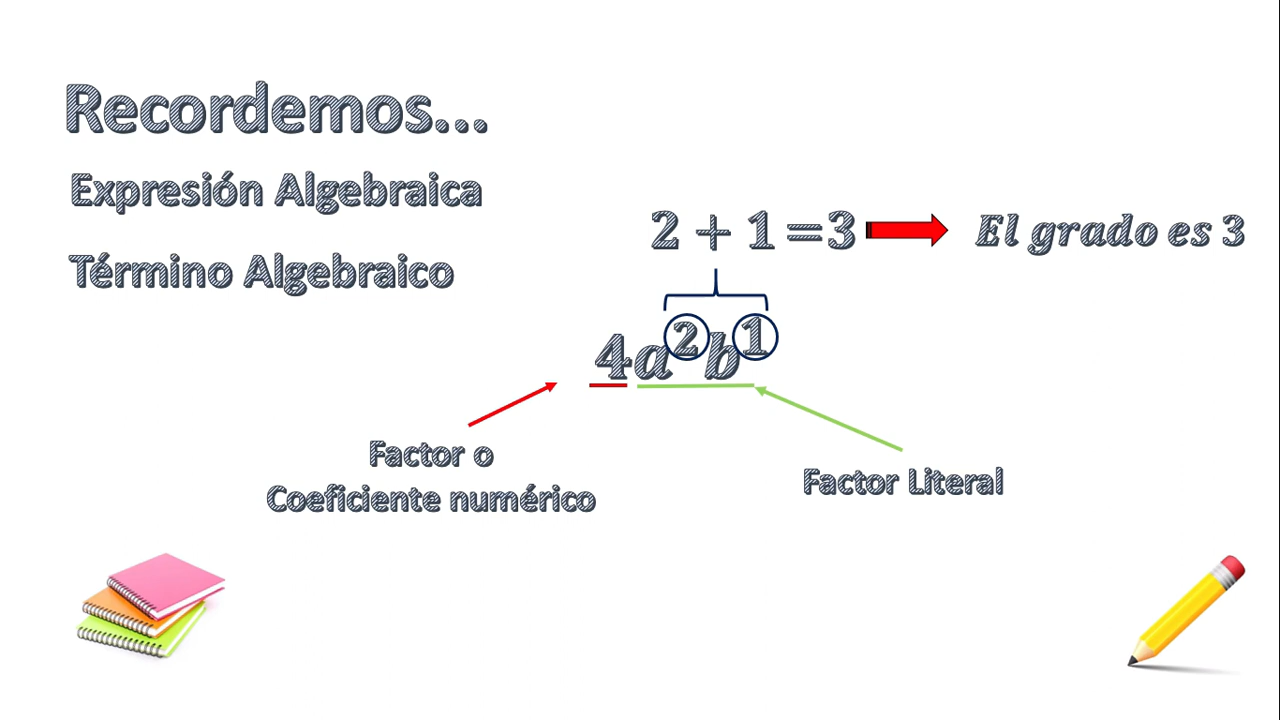 Recordemos...
Expresión Algebraica
Término Algebraico
2 + 1 =3
El grado es 3
4a²b¹
Factor o
Coeficiente numérico
Factor Literal